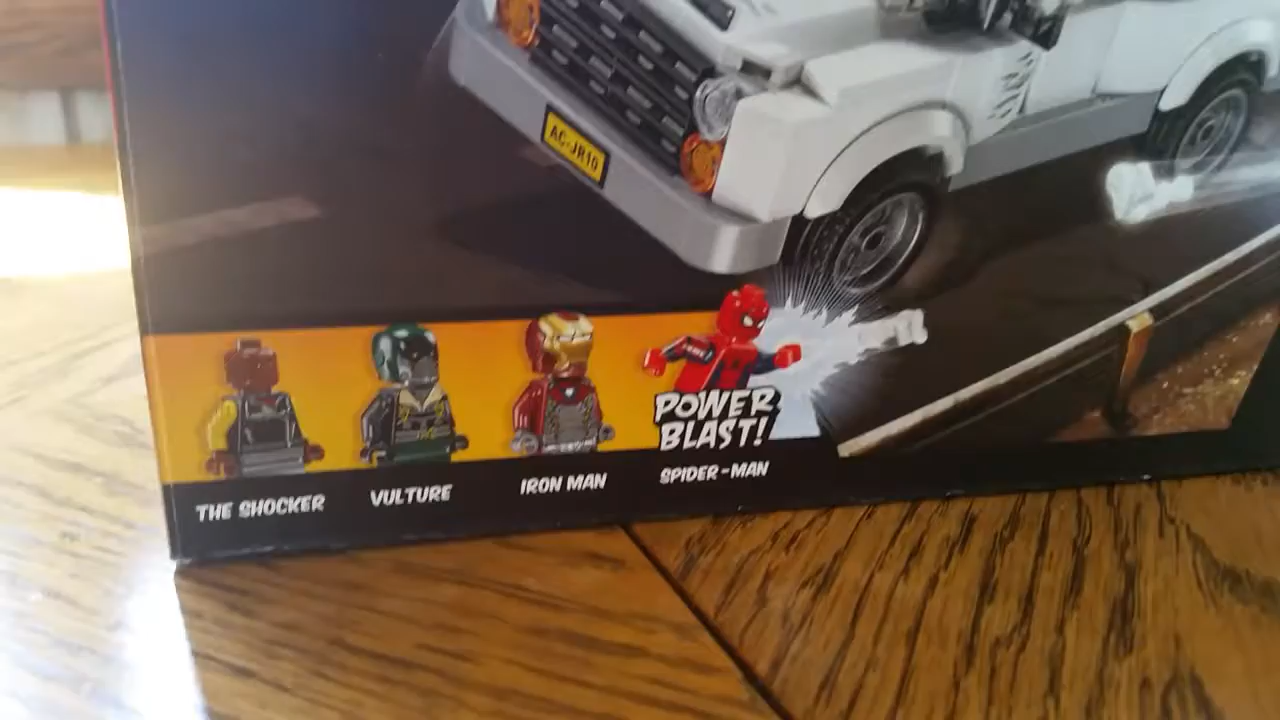 AC-JR10
POWER
BLAST!
THE SHOCKER
VULTURE
IRON MAN
SPIDER-MAN